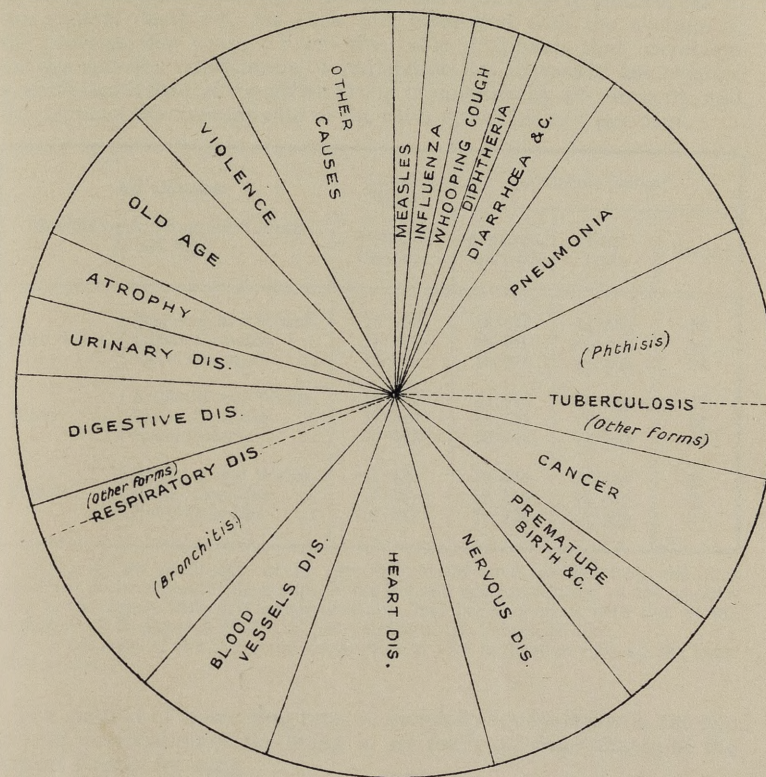 MEASLES
INFLUENZA
WHOOPING COUGH
DIPHTHERIA
DIARRHŒA &C.
PNEUMONIA
(Phthisis)
TUBERCULOSIS
(Other forms)
CANCER
PREMATURE
BIRTH &C.
NERVOUS DIS.
HEART DIS.
BLOOD
VESSELS DIS.
(Bronchitis)
RESPIRATORY DIS.
(Other forms)
DIGESTIVE DIS.
URINARY DIS.
ATROPHY
OLD AGE
VIOLENCE
OTHER
CAUSES